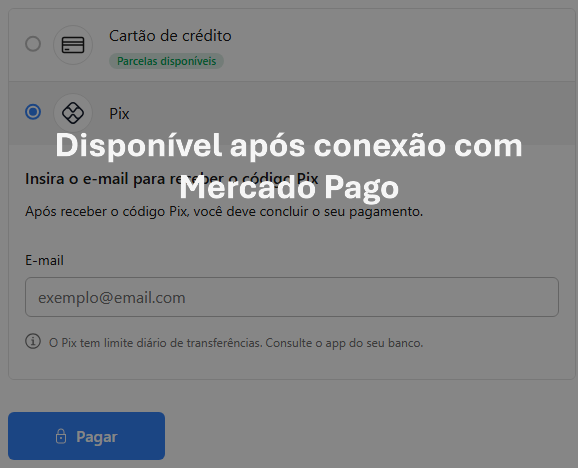 Cartão de crédito
Parcelas disponíveis
Pix
Disponível após conexão com
Mercado Pago
Insira o e-mail para receber o código Pix
Após receber o código Pix, você deve concluir o seu pagamento.
E-mail
exemplo@email.com
O Pix tem limite diário de transferências. Consulte o app do seu banco.
Pagar